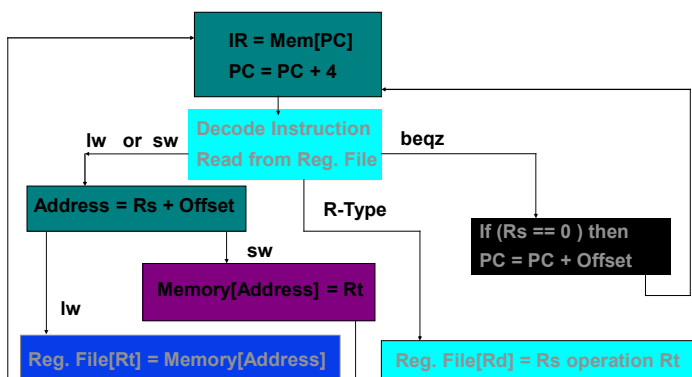 IR = Mem[PC]
PC = PC + 4
Decode Instruction
Read from Reg. File
lw or sw
beqz
Address = Rs + Offset
R-Type
If (Rs == 0 ) then
PC = PC + Offset
sw
Memory[Address] = Rt
lw
Reg. File[Rt] = Memory[Address]
Reg. File[Rd] = Rs operation Rt